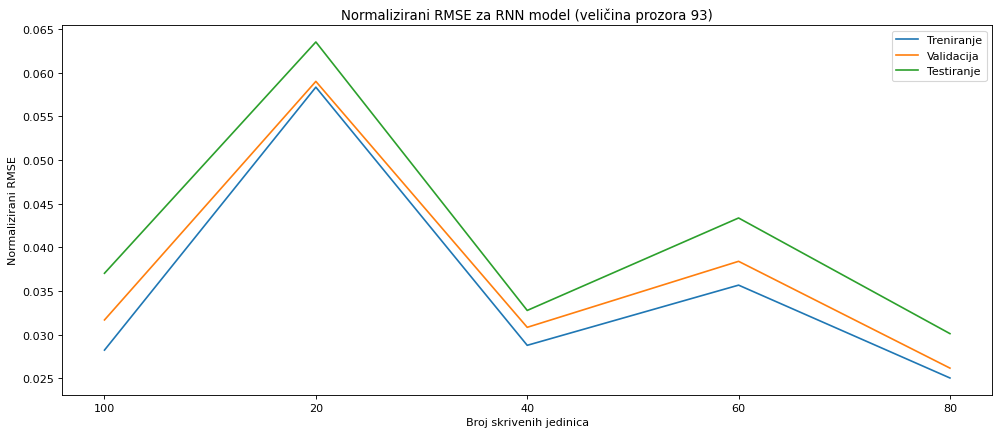 Normalizirani RMSE za RNN model (veličina prozora 93)
Treniranje
Validacija
Testiranje
Normalizirani RMSE
0.065
0.060
0.055
0.050
0.045
0.040
0.035
0.030
0.025
100 20 40 60 80
Broj skrivenih jedinica